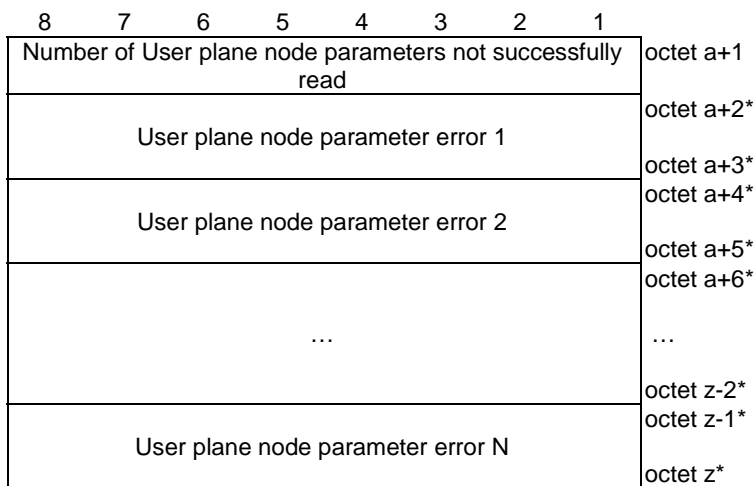 8 7 6 5 4 3 2 1
Number of User plane node parameters not successfully octet a+1
read
octet a+2*
User plane node parameter error 1
octet a+3*
octet a+4*
User plane node parameter error 2
octet a+5*
octet a+6*
… …
octet z-2*
octet z-1*
User plane node parameter error N
octet z*